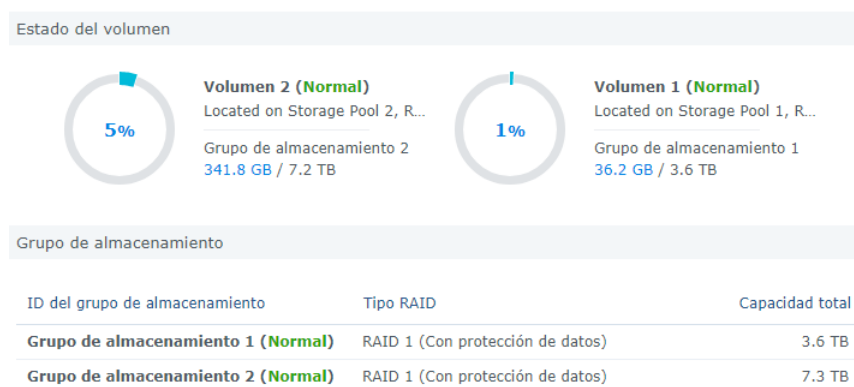 Estado del volumen
5%
Volumen 2 (Normal)
Located on Storage Pool 2, R...
Grupo de almacenamiento 2
341.8 GB / 7.2 TB
1%
Volumen 1 (Normal)
Located on Storage Pool 1, R...
Grupo de almacenamiento 1
36.2 GB / 3.6 TB
Grupo de almacenamiento
ID del grupo de almacenamiento Tipo RAID Capacidad total
Grupo de almacenamiento 1 (Normal) RAID 1 (Con protección de datos) 3.6 TB
Grupo de almacenamiento 2 (Normal) RAID 1 (Con protección de datos) 7.3 TB